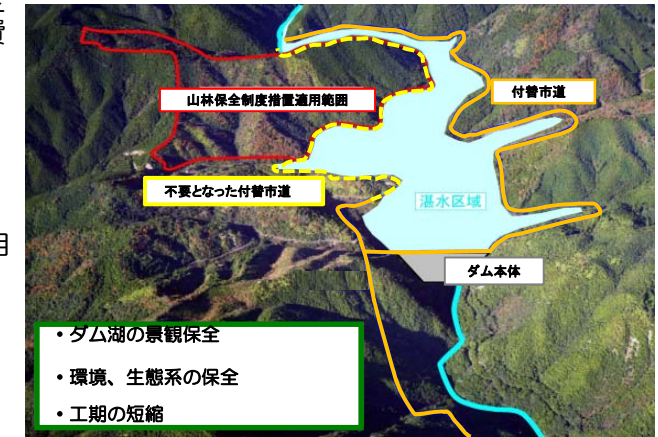 山林保全制度措置適用範囲
付替市道
不要となった付替市道
湛水区域
ダム本体
・ダム湖の景観保全
・環境、生態系の保全
・工期の短縮